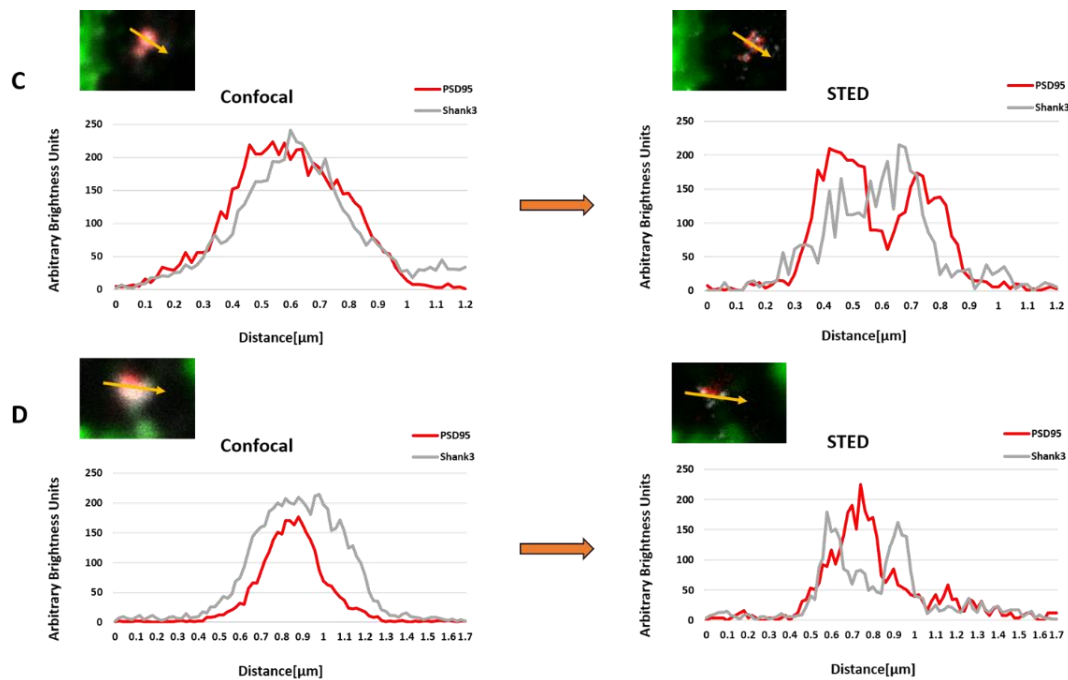 C
Confocal
PSD95
Shank3
Arbitrary Brightness Units
250
200
150
100
50
0
0 0.1 0.2 0.3 0.4 0.5 0.6 0.7 0.8 0.9 1 1.1 1.2
Distance[μm]
STED
PSD95
Shank3
Arbitrary Brightness Units
250
200
150
100
50
0
0 0.1 0.2 0.3 0.4 0.5 0.6 0.7 0.8 0.9 1 1.1 1.2
Distance[μm]
D
Confocal
PSD95
Shank3
Arbitrary Brightness Units
250
200
150
100
50
0
0 0.1 0.2 0.3 0.4 0.5 0.6 0.7 0.8 0.9 1 1.1 1.2 1.3 1.4 1.5 1.6 1.7
Distance[μm]
STED
PSD95
Shank3
Arbitrary Brightness Units
250
200
150
100
50
0
0 0.1 0.2 0.3 0.4 0.5 0.6 0.7 0.8 0.9 1 1.1 1.2 1.3 1.4 1.5 1.6 1.7
Distance[μm]